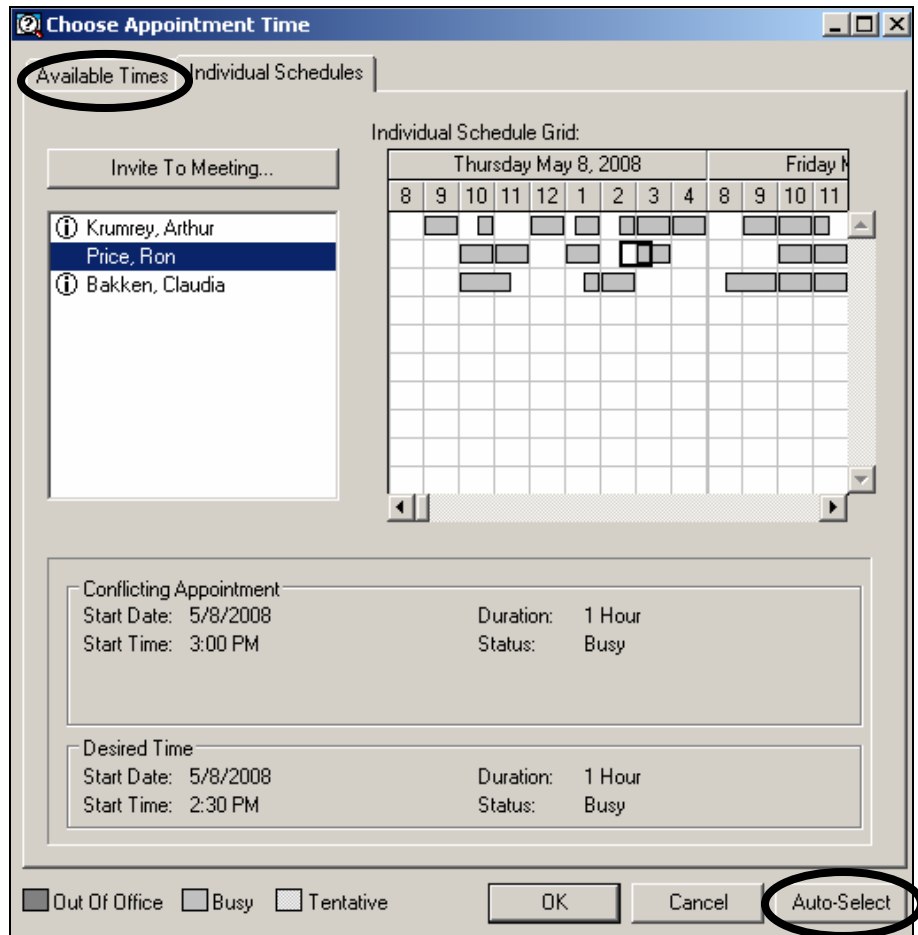 Choose Appointment Time
Available Times Individual Schedules
Individual Schedule Grid:
Invite To Meeting...
Thursday May 8, 2008 Friday M
8 9 10 11 12 1 2 3 4 8 9 10 11
Krumrey, Arthur
Price, Ron
Bakken, Claudia
Conflicting Appointment
Start Date: 5/8/2008 Duration: 1 Hour
Start Time: 3:00 PM Status: Busy
Desired Time
Start Date: 5/8/2008 Duration: 1 Hour
Start Time: 2:30 PM Status: Busy
Out Of Office Busy Tentative OK Cancel Auto-Select